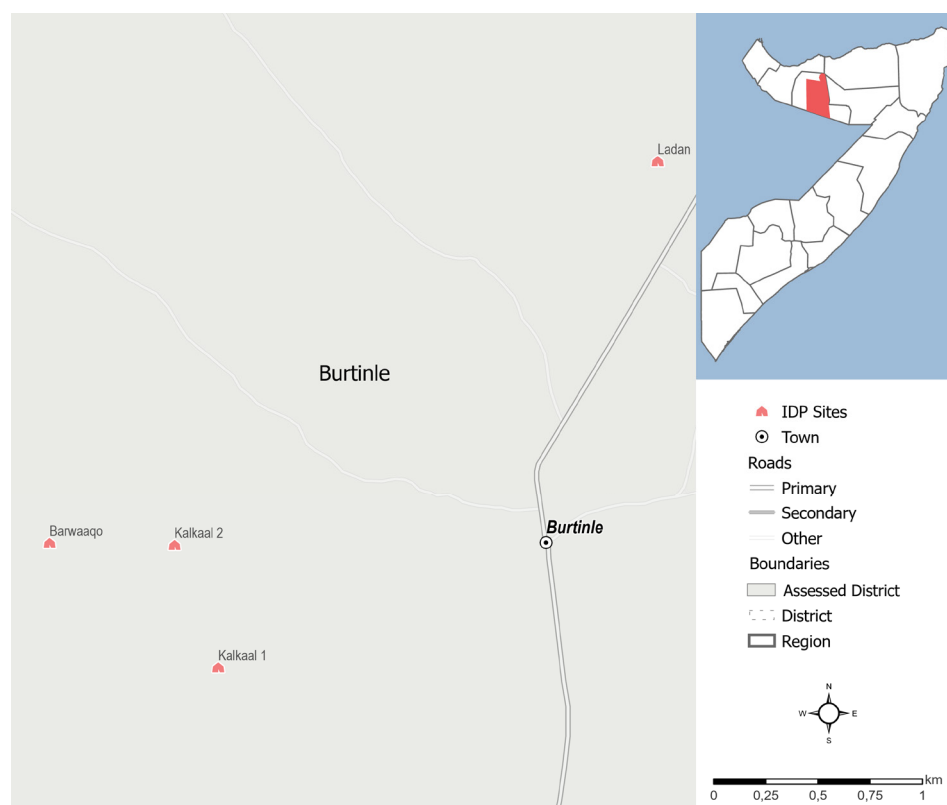 Ladan
Burtinle
Barwaaqo
Kalkaal 2
Burtinle
Kalkaal 1
IDP Sites
Town
Roads
Primary
Secondary
Other
Boundaries
Assessed District
District
Region
N
W E
S
km
0 0,25 0,5 0,75 1